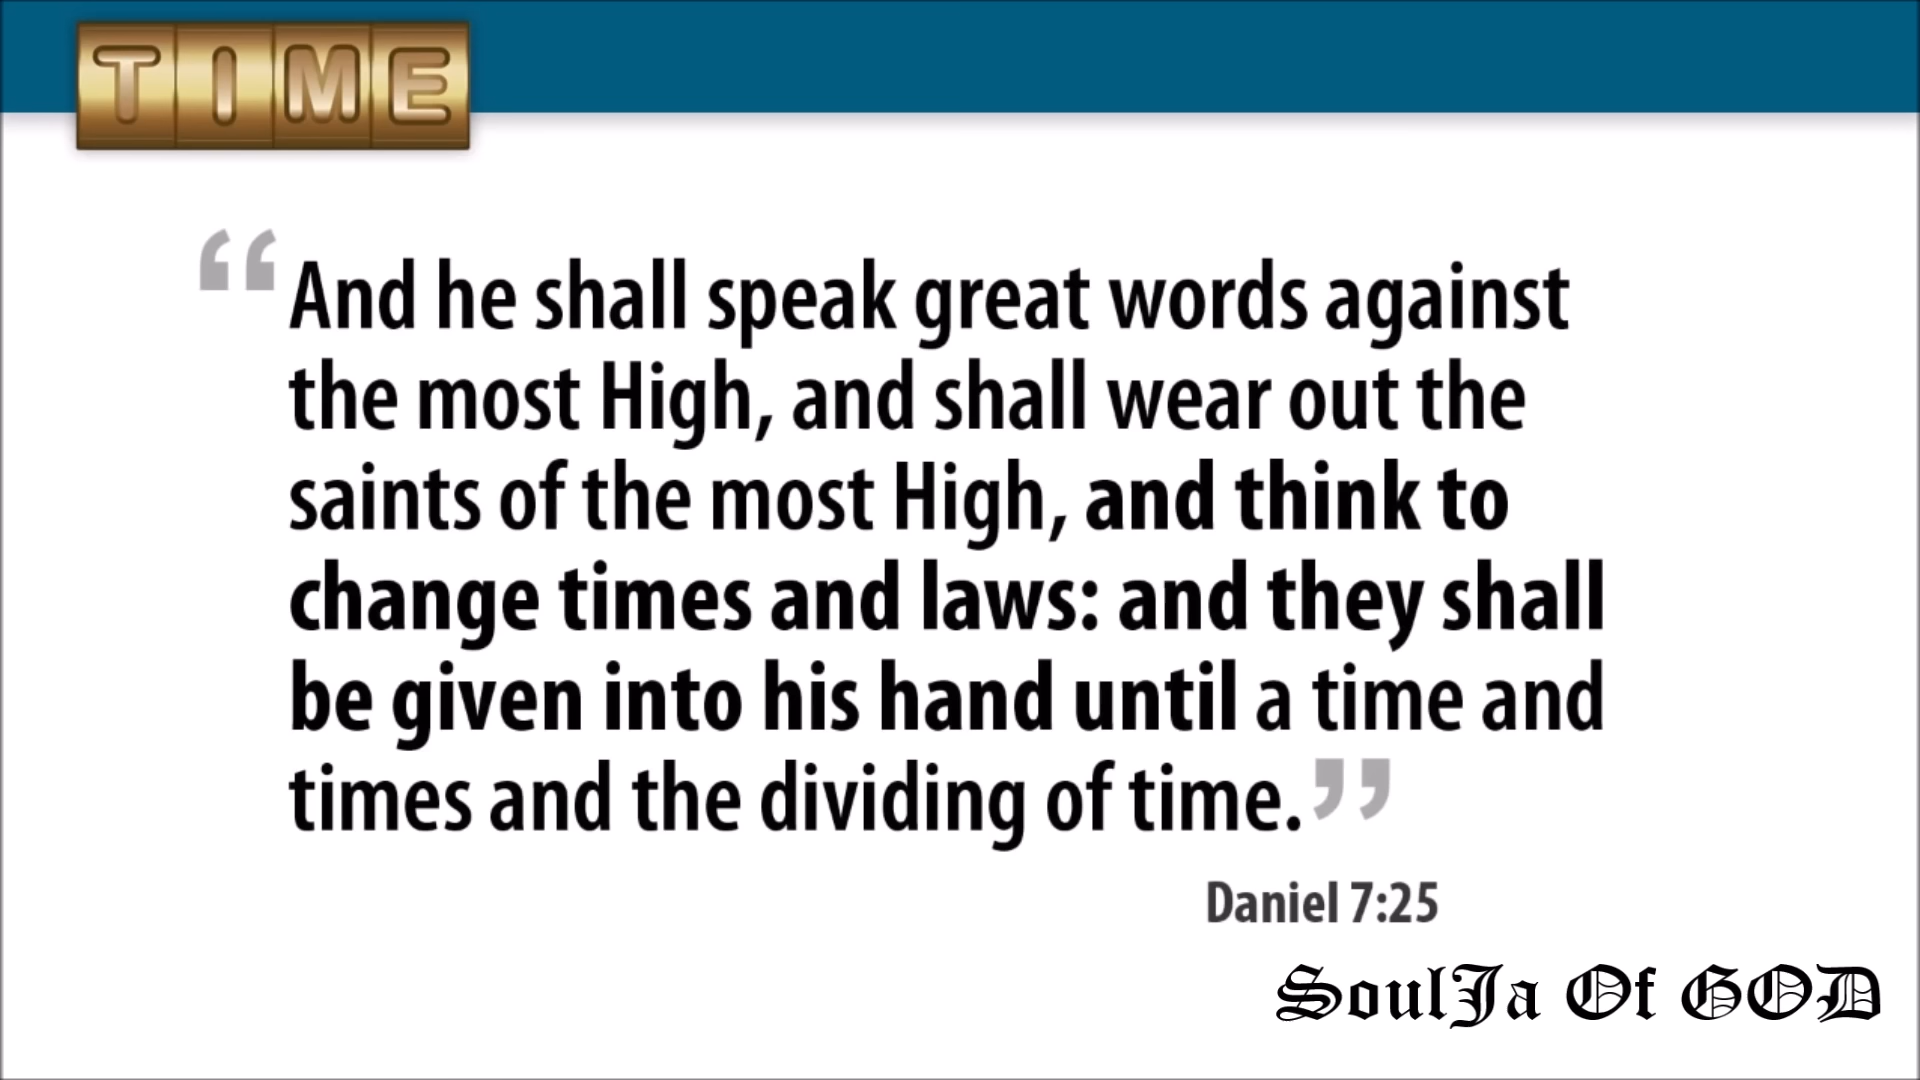 TIME
“And he shall speak great words against
the most High, and shall wear out the
saints of the most High, and think to
change times and laws: and they shall
be given into his hand until a time and
times and the dividing of time.”
Daniel 7:25
SoulJa Of GOD